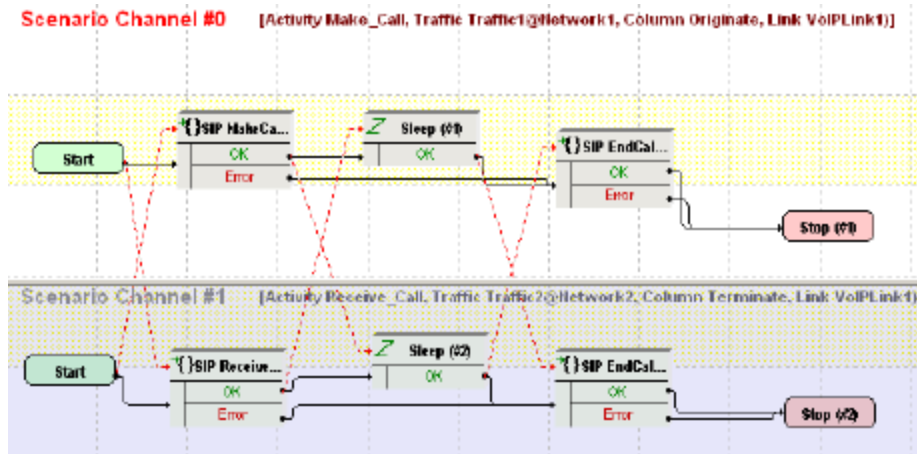 Scenario Channel #0 [Activity Make_Call, Traffic Traffic1@Network1, Column Originate, Link VoIPLink1)]
{}SIP MakeCa...
Sleep (#1)
OK
OK
{}SIP EndCal...
Start
Error
OK
Error
Stop (#1)
Scenario Channel #1 [Activity Receive_Call, Traffic Traffic2@Network2, Column Terminate, Link VoIPLink1)
Sleep (#2)
{}SIP Receive...
{}SIP EndCal...
Start
OK
OK
OK
Error
Error
Stop (#2)